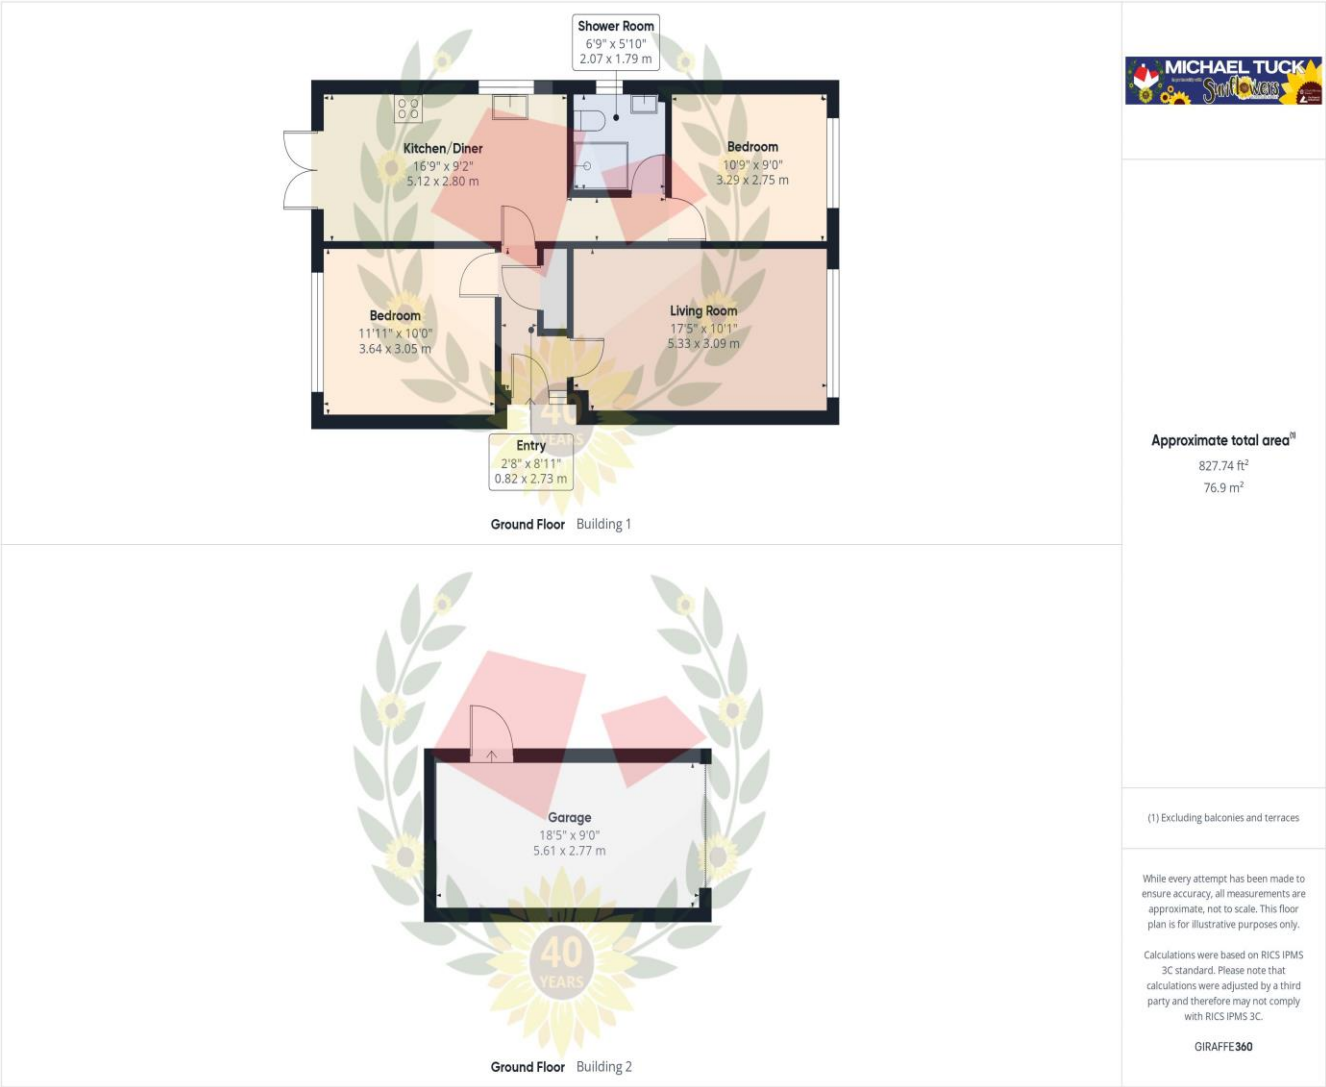 Shower Room
6'9" x 5'10"
2.07 x 1.79 m
MICHAEL TUCK
Sunflowers
Kitchen/Diner
16'9" x 9'2"
5.12 x 2.80 m
Bedroom
10'9" x 9'0"
3.29 x 2.75 m
Bedroom
11'11" x 10'0"
3.64 x 3.05 m
Living Room
17'5" x 10'1"
5.33 x 3.09 m
40
YEARS
Entry
2'8" x 8'11"
0.82 x 2.73 m
Ground Floor Building 1
Approximate total area(1)
827.74 ft²
76.9 m²
Garage
18'5" x 9'0"
5.61 x 2.77 m
40
YEARS
Ground Floor Building 2
(1) Excluding balconies and terraces
While every attempt has been made to
ensure accuracy, all measurements are
approximate, not to scale. This floor
plan is for illustrative purposes only.
Calculations were based on RICS IPMS
3C standard. Please note that
calculations were adjusted by a third
party and therefore may not comply
with RICS IPMS 3C.
GIRAFFE360